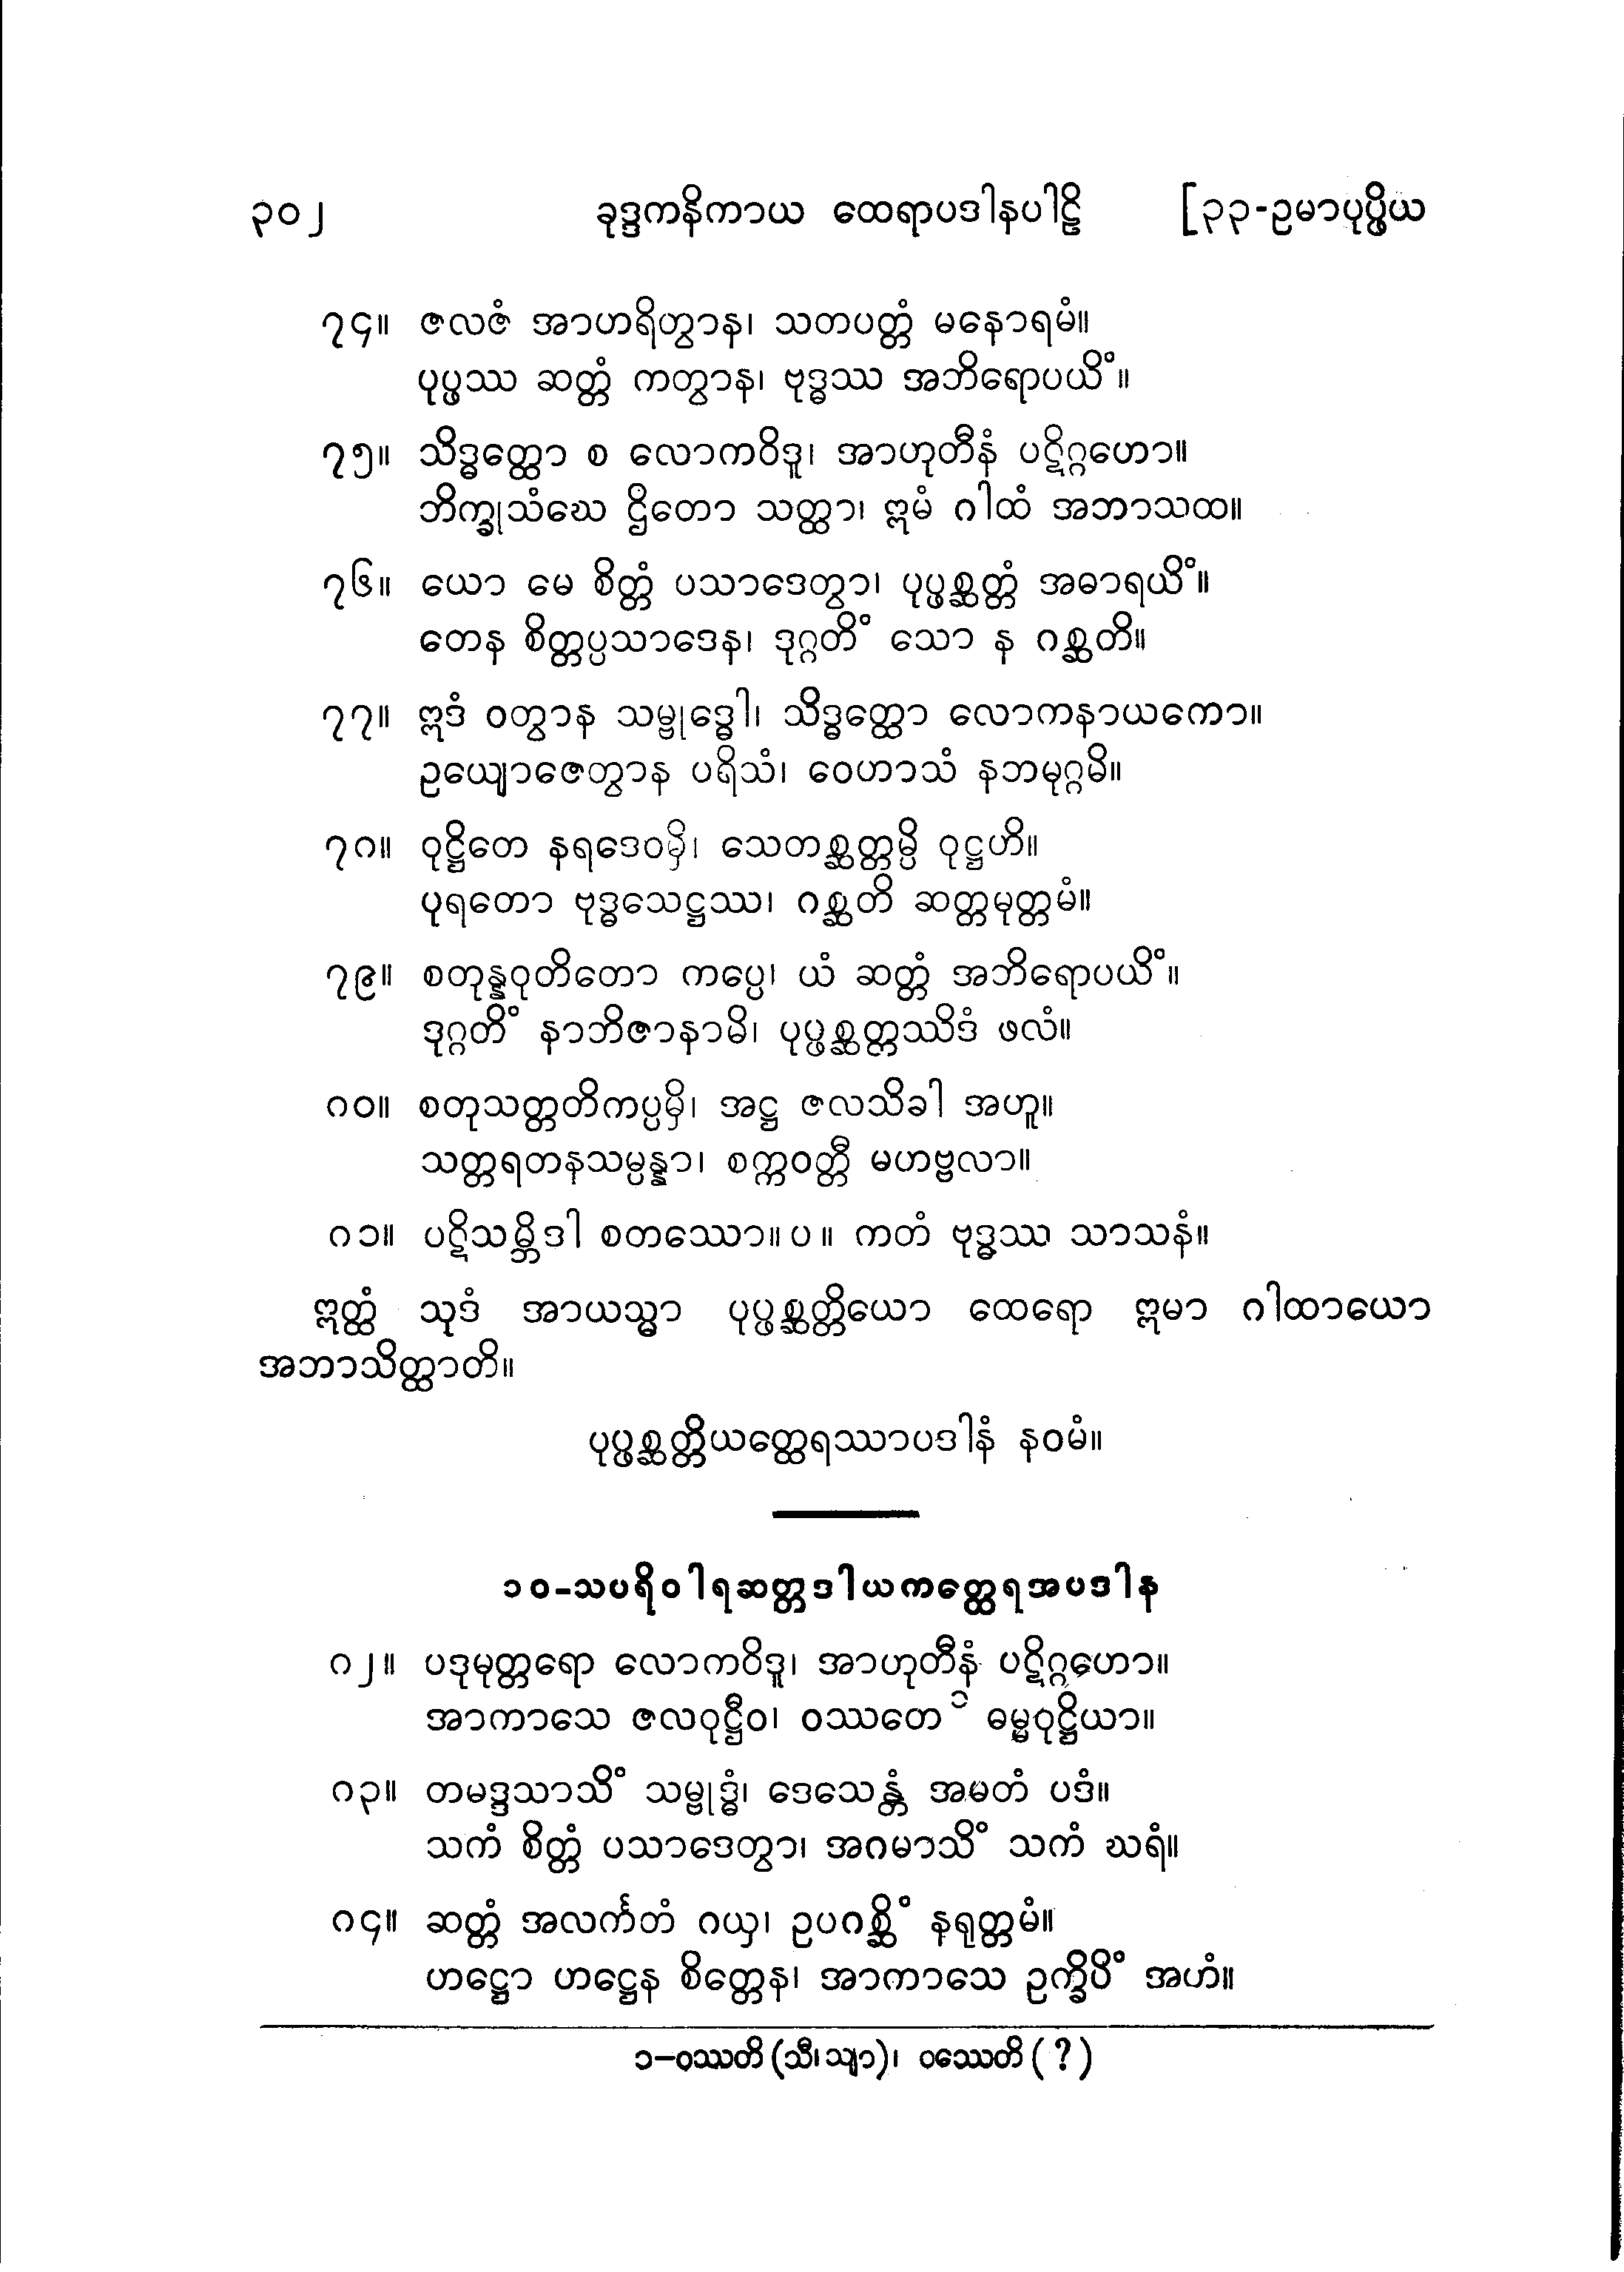 ၃၀၂ ခုဒ္ဒကနိကာယ ထေရာပဒါနပါဠိ [၃၃-ဥမာပုပ္ဖိယ
၇၄။ ဇလဇံ အာဟရိတွာန၊ သတပတ္တံ မနောရမံ။
ပုပ္ဖဿ ဆတ္တံ ကတွာန၊ ဗုဒ္ဓဿ အဘိရောပယိံ။
၇၅။ သိဒ္ဓတ္ထော စ လောကဝိဒူ၊ အာဟုတီနံ ပဋိဂ္ဂဟော။
ဘိက္ခုသံဃေ ဌိတော သတ္ထာ၊ ဣမံ ဂါထံ အဘာသထ။
၇၆။ ယော မေ စိတ္တံ ပသာဒေတွာ၊ ပုပ္ဖစ္ဆတ္တံ အဓာရယိံ။
တေန စိတ္တပ္ပသာဒေန၊ ဒုဂ္ဂတိံ သော န ဂစ္ဆတိ။
၇၇။ ဣဒံ ဝတွာန သမ္ဗုဒ္ဓေါ၊ သိဒ္ဓတ္ထော လောကနာယကော။
ဥယျောဇေတွာန ပရိသံ၊ ဝေဟာသံ နဘမုဂ္ဂမိ။
၇၈။ ဝုဋ္ဌိတေ နရဒေဝမှိ၊ သေတစ္ဆတ္တမ္ပိ ဝုဋ္ဌဟိ။
ပုရတော ဗုဒ္ဓသေဋ္ဌဿ၊ ဂစ္ဆတိ ဆတ္တမုတ္တမံ။
၇၉။ စတုန္နဝုတိတော ကပ္ပေ၊ ယံ ဆတ္တံ အဘိရောပယိံ။
ဒုဂ္ဂတိံ နာဘိဇာနာမိ၊ ပုပ္ဖစ္ဆတ္တဿိဒံ ဖလံ။
၈၀။ စတုသတ္တတိကပ္ပမှိ၊ အဋ္ဌ ဇလသိခါ အဟူ။
သတ္တရတနသမ္ပန္နာ၊ စက္ကဝတ္တီ မဟဗ္ဗလာ။
၈၁။ ပဋိသမ္ဘိဒါ စတဿော။ပ။ ကတံ ဗုဒ္ဓဿ သာသနံ။
ဣတ္ထံ သုဒံ အာယသ္မာ ပုပ္ဖစ္ဆတ္တိယော ထေရော ဣမာ ဂါထာယော
အဘာသိတ္ထာတိ။
ပုပ္ဖစ္ဆတ္တိယတ္ထေရဿာပဒါနံ နဝမံ။
၁၀-သပရိဝါရဆတ္တဒါယကတ္ထေရအပဒါန
၈၂။ ပဒုမုတ္တရော လောကဝိဒူ၊ အာဟုတီနံ ပဋိဂ္ဂဟော။
အာကာသေ ဇလဝုဋ္ဌီဝ၊ ဝဿတေ ၁ ဓမ္မဝုဋ္ဌိယာ။
၈၃။ တမဒ္ဒသာသိံ သမ္ဗုဒ္ဓံ၊ ဒေသေန္တံ အမတံ ပဒံ။
သကံ စိတ္တံ ပသာဒေတွာ၊ အဂမာသိံ သကံ ဃရံ။
၈၄။ ဆတ္တံ အလင်္ကတံ ဂယှ၊ ဥပဂစ္ဆိံ နရုတ္တမံ။
ဟဋ္ဌော ဟဋ္ဌေန စိတ္တေန၊ အာကာသေ ဥက္ခိပိံ အဟံ။
၁-ဝဿတိ (သီ၊သျာ)၊ ဝဿေတိ (?)